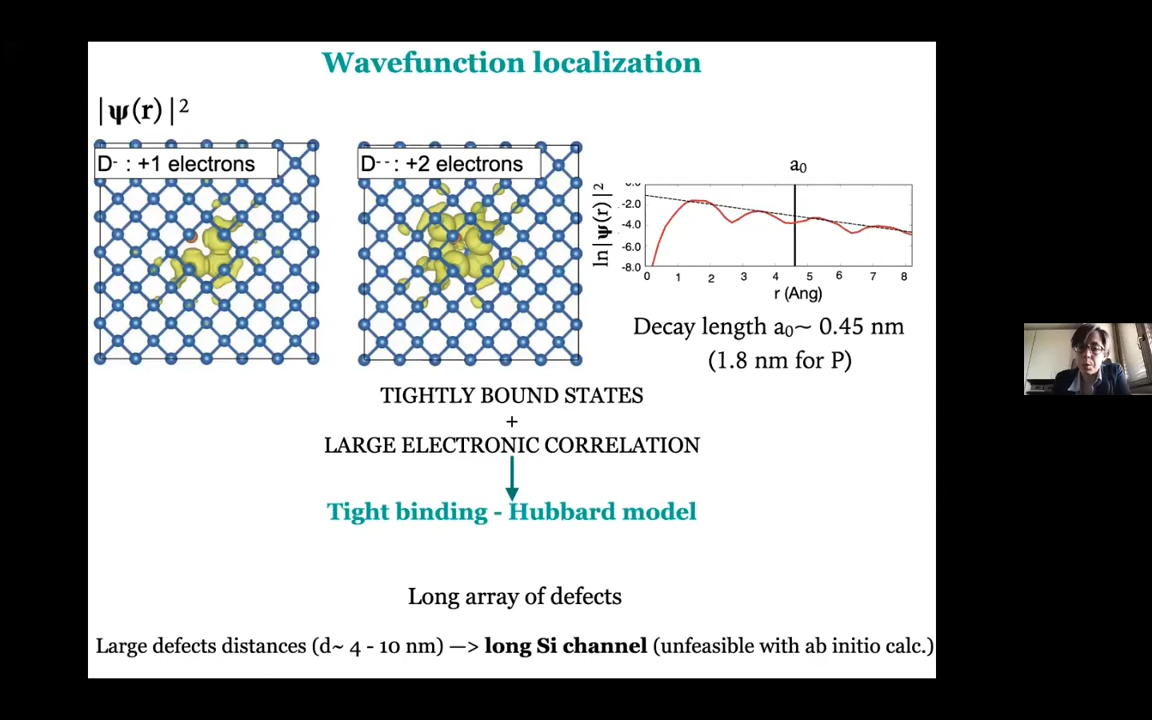 Wavefunction localization
|ψ(r)|²
D⁻ : +1 electrons
D⁻⁻ : +2 electrons
a₀
ln|ψ(r)|²
-2.0
-4.0
-6.0
-8.0
0 1 2 3 4 5 6 7 8
r (Ang)
Decay length a₀~ 0.45 nm
(1.8 nm for P)
TIGHTLY BOUND STATES
+
LARGE ELECTRONIC CORRELATION
Tight binding - Hubbard model
Long array of defects
Large defects distances (d~ 4 - 10 nm) —> long Si channel (unfeasible with ab initio calc.)